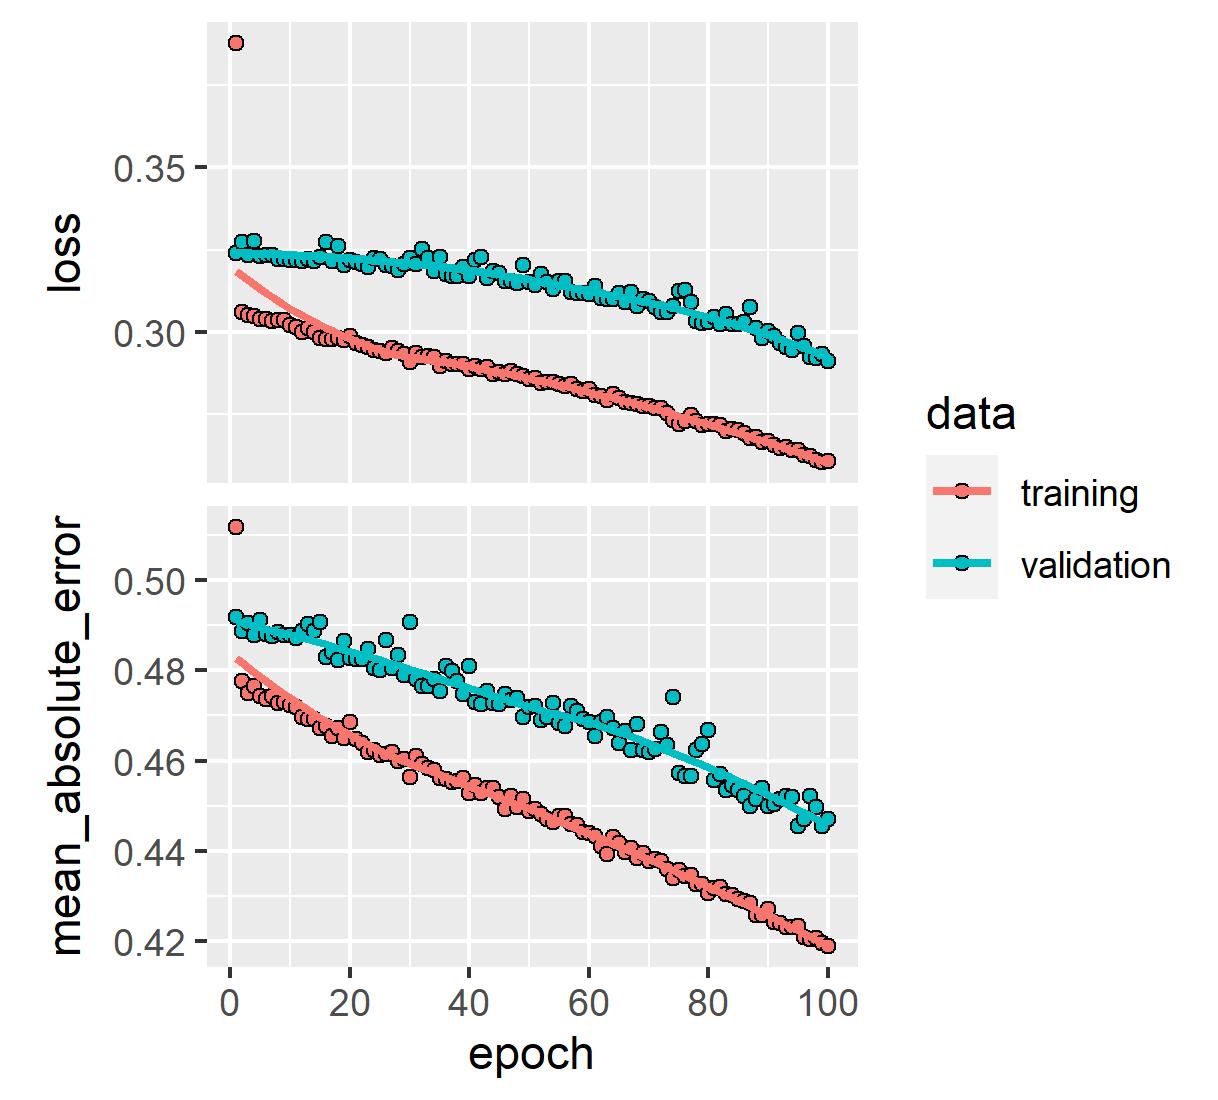 loss
0.35
0.30
mean_absolute_error
0.50
0.48
0.46
0.44
0.42
0 20 40 60 80 100
epoch
data
training
validation